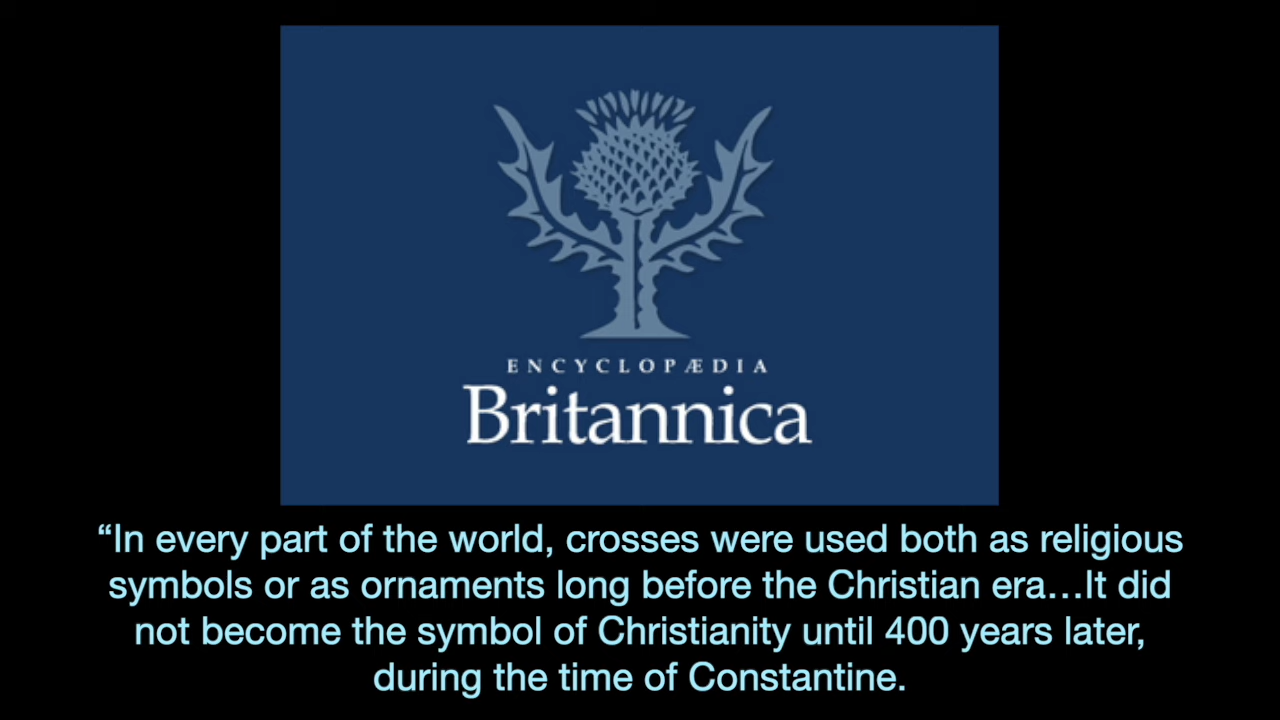 ENCYCLOPÆDIA
Britannica
“In every part of the world, crosses were used both as religious
symbols or as ornaments long before the Christian era…It did
not become the symbol of Christianity until 400 years later,
during the time of Constantine.